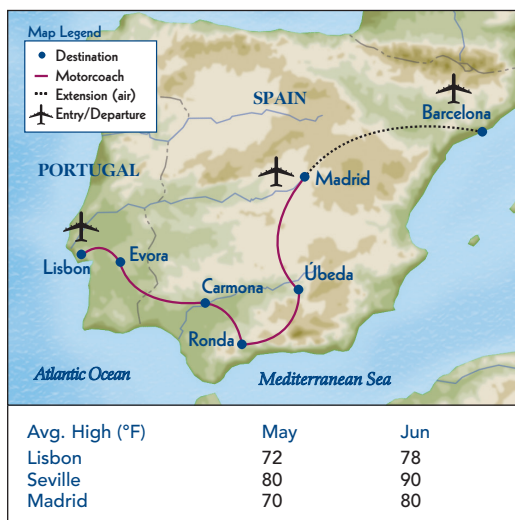 Map Legend
Destination
Motorcoach
Extension (air)
Entry/Departure
SPAIN
Barcelona
PORTUGAL
Madrid
Lisbon
Evora
Carmona
Úbeda
Ronda
Atlantic Ocean
Mediterranean Sea
Avg. High (°F) May Jun
Lisbon 72 78
Seville 80 90
Madrid 70 80